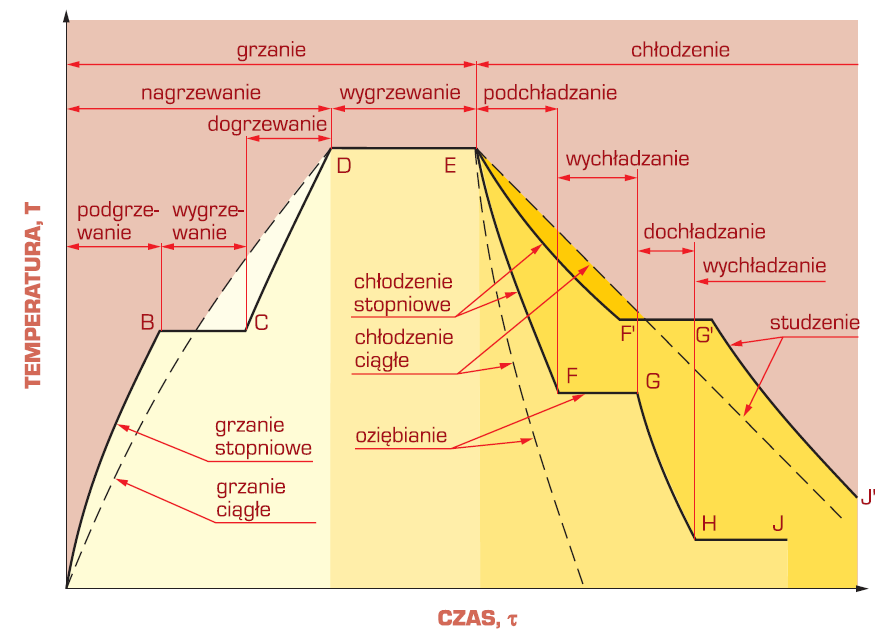 grzanie
chłodzenie
nagrzewanie
wygrzewanie
podchładzanie
dogrzewanie
wychładzanie
D
E
podgrze-
wanie
wygrze-
wanie
dochładzanie
wychładzanie
chłodzenie
stopniowe
B
C
F'
G'
studzenie
chłodzenie
ciągłe
F
G
grzanie
stopniowe
oziębianie
grzanie
ciągłe
J'
H
J
TEMPERATURA, T
CZAS, τ